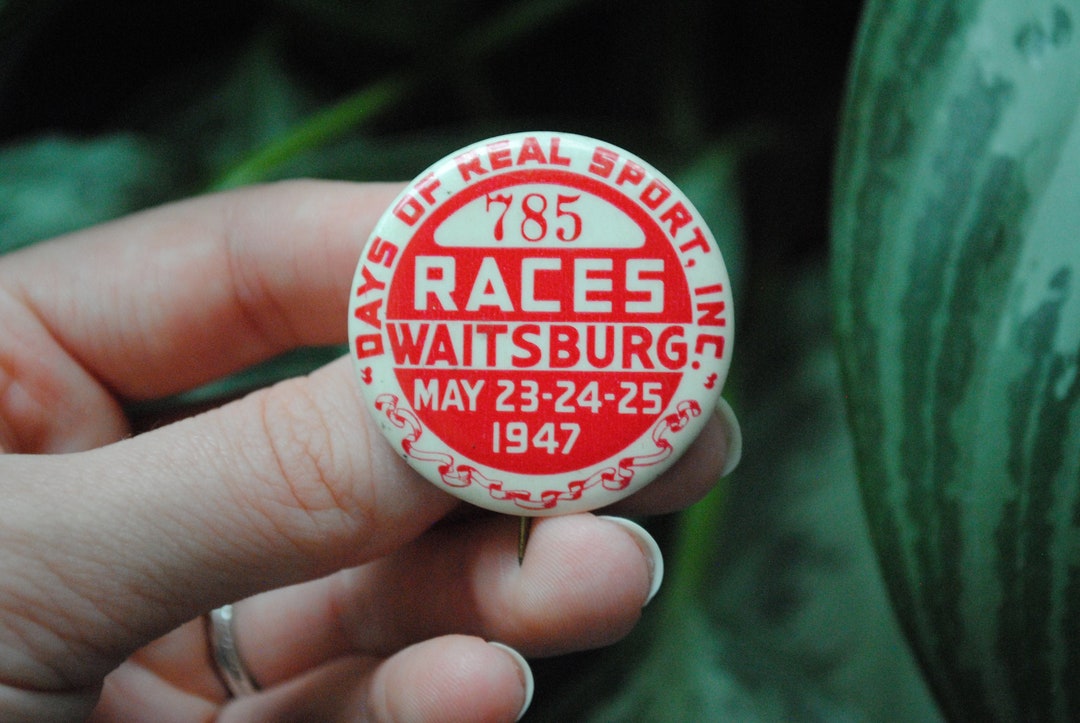 "DAYS OF REAL SPORT, INC."
785
RACES
WAITSBURG.
MAY 23-24-25
1947